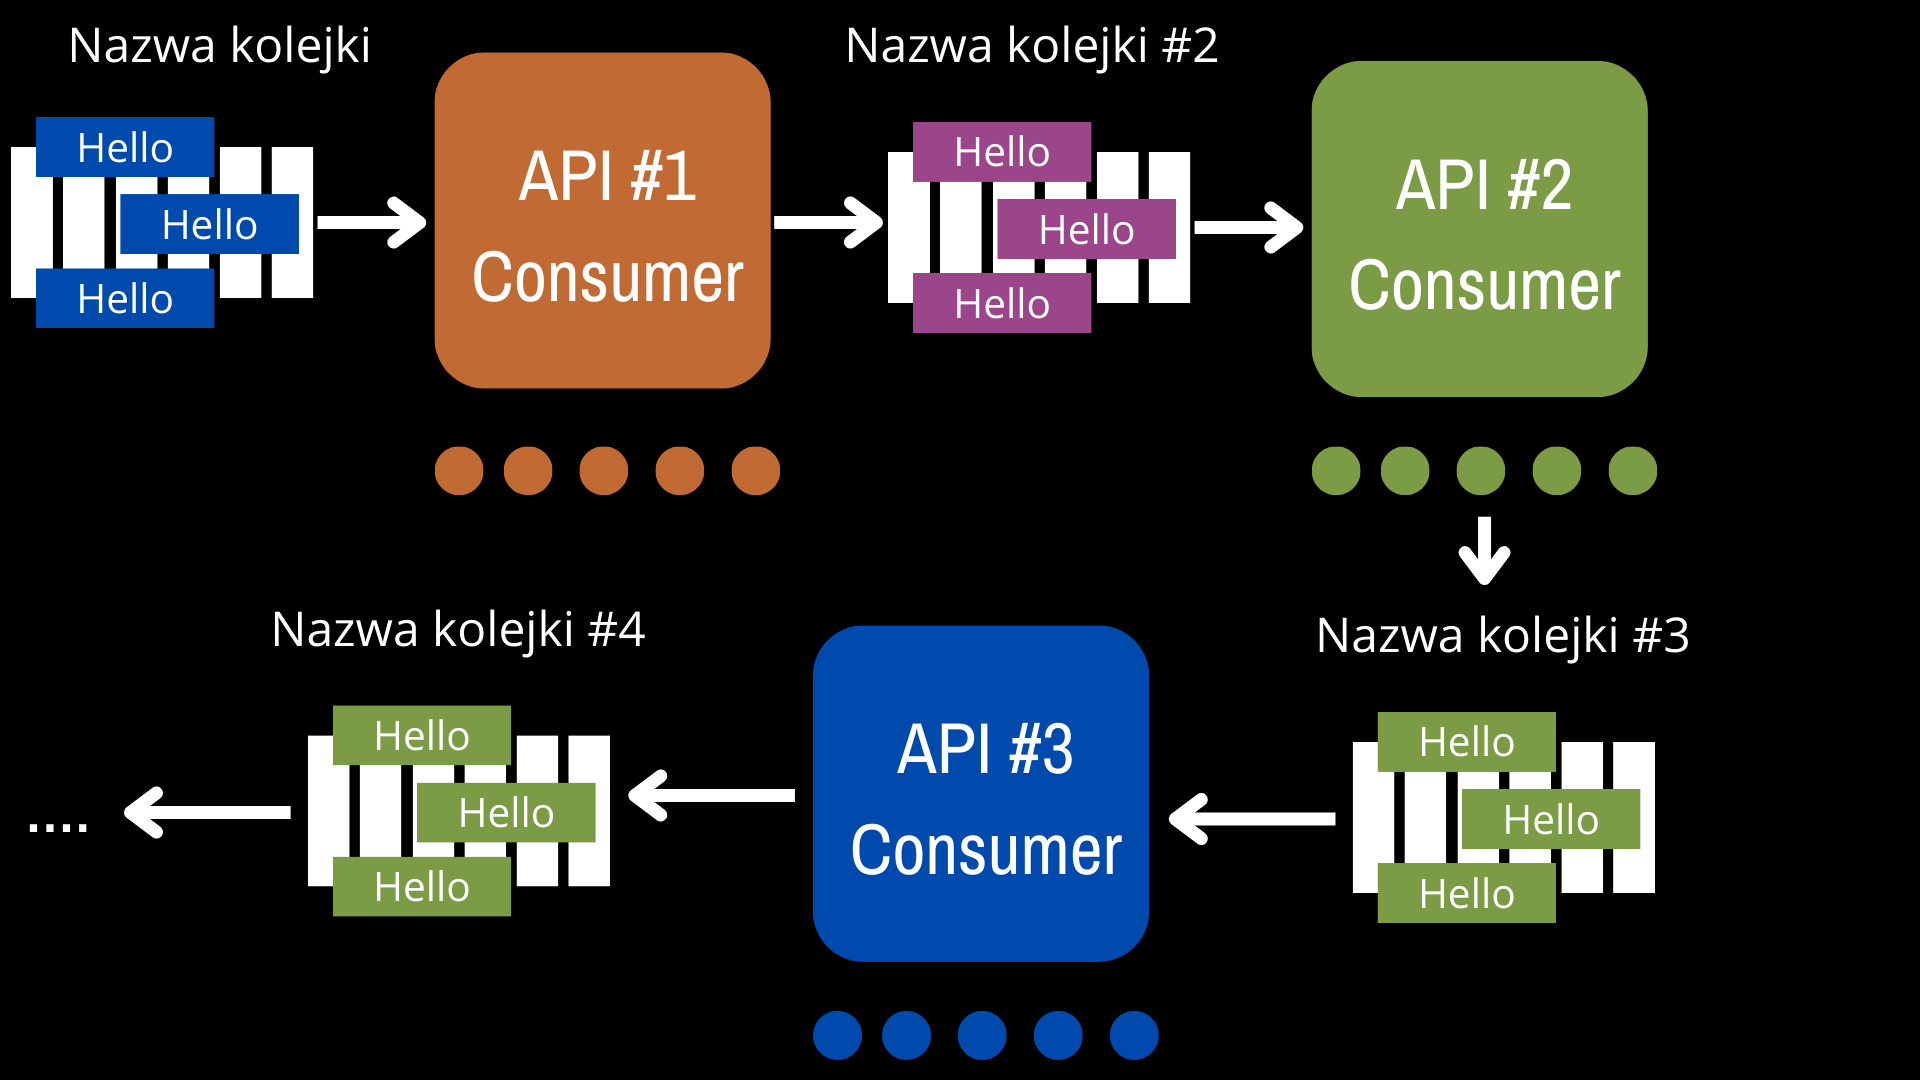 Nazwa kolejki
Hello
Hello
Hello
API #1
Consumer
Nazwa kolejki #2
Hello
Hello
Hello
API #2
Consumer
Nazwa kolejki #3
Hello
Hello
Hello
API #3
Consumer
Nazwa kolejki #4
Hello
Hello
Hello
....